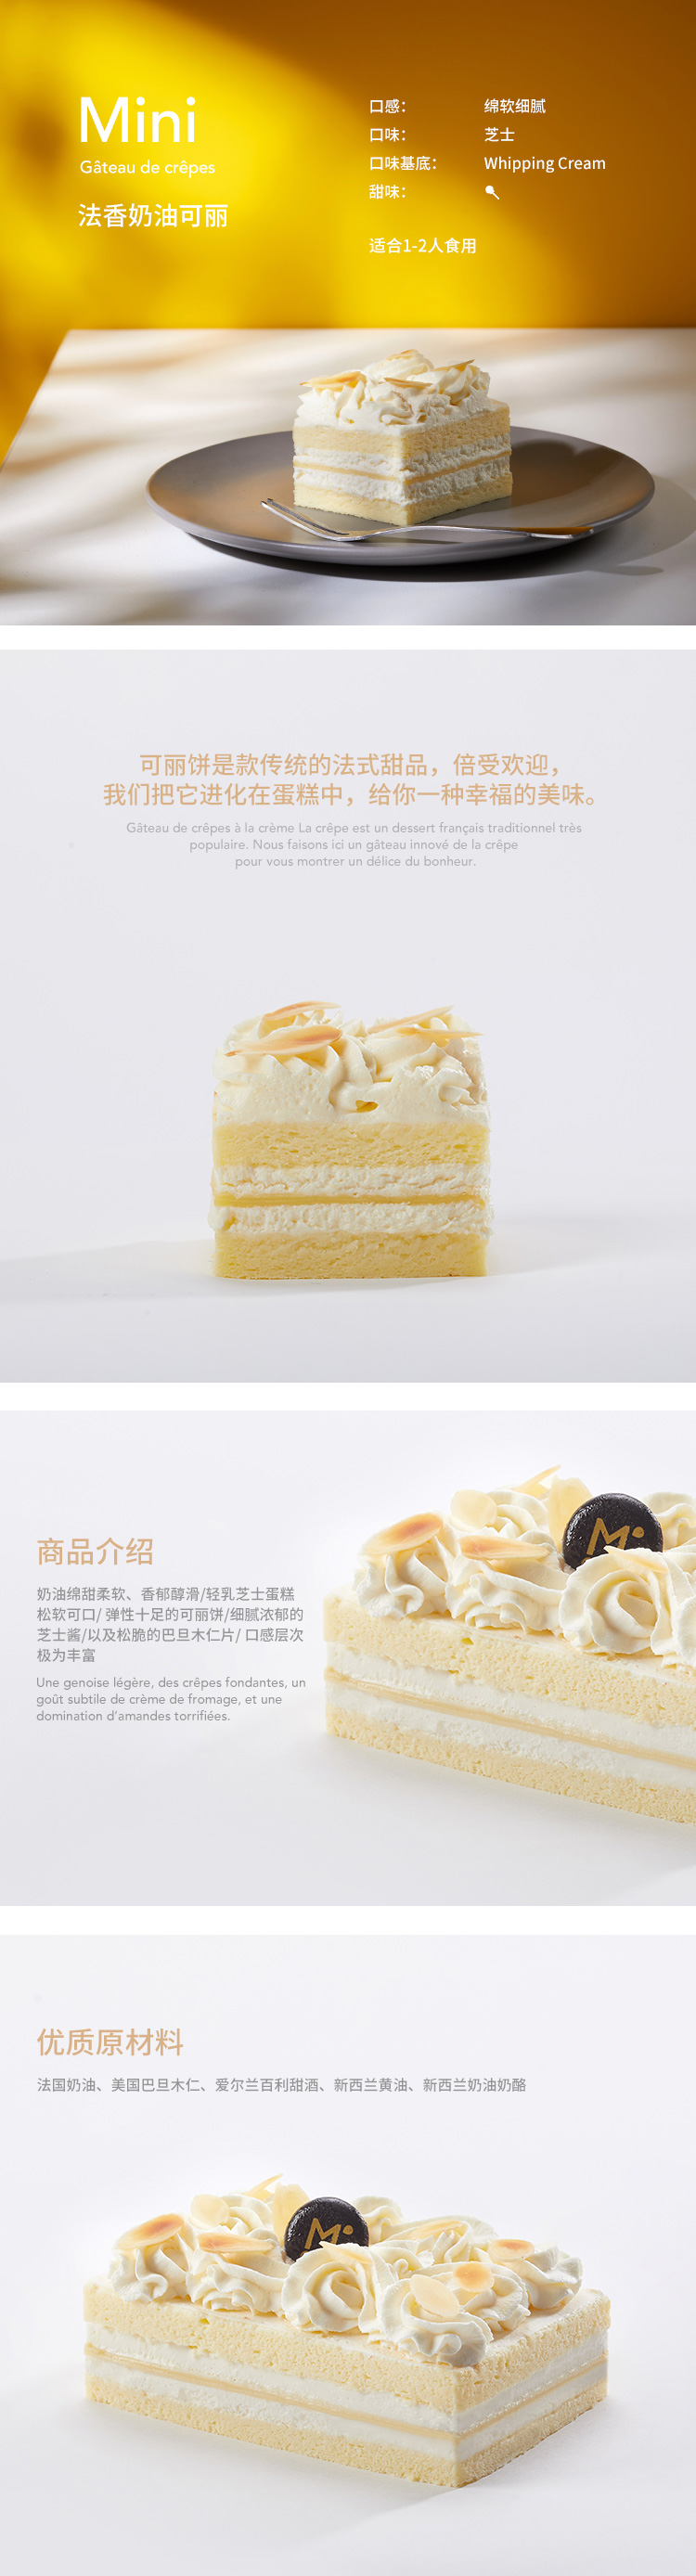 Mini
Gâteau de crêpes
法香奶油可丽
口感： 绵软细腻
口味： 芝士
口味基底： Whipping Cream
甜味：
适合1-2人食用
可丽饼是款传统的法式甜品，倍受欢迎，
我们把它进化在蛋糕中，给你一种幸福的美味。
Gâteau de crêpes à la crème La crêpe est un dessert français traditionnel très
populaire. Nous faisons ici un gâteau innové de la crêpe
pour vous montrer un délice du bonheur.
商品介绍
奶油绵甜柔软、香郁醇滑/轻乳芝士蛋糕
松软可口/ 弹性十足的可丽饼/细腻浓郁的
芝士酱/以及松脆的巴旦木仁片/ 口感层次
极为丰富
Une genoise légère, des crêpes fondantes, un
goût subtile de crème de fromage, et une
domination d’amandes torrifiées.
M
优质原材料
法国奶油、美国巴旦木仁、爱尔兰百利甜酒、新西兰黄油、新西兰奶油奶酪
M